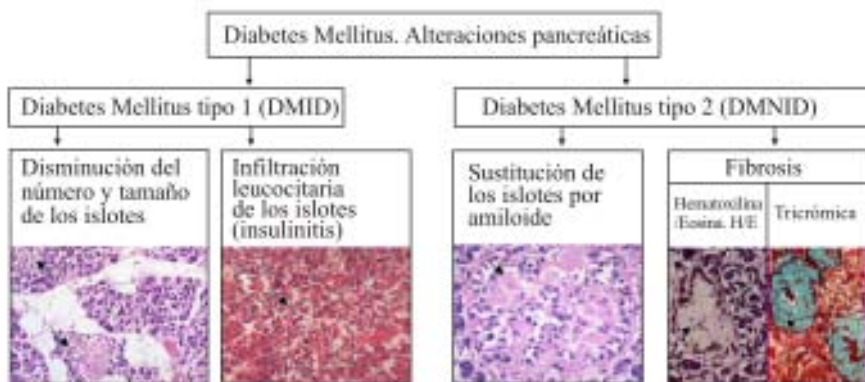 Diabetes Mellitus. Alteraciones pancreáticas
Diabetes Mellitus tipo 1 (DMID)
Diabetes Mellitus tipo 2 (DMNID)
Disminución del
número y tamaño
de los islotes
Infiltración
leucocitaria
de los islotes
(insulinitis)
Sustitución de
los islotes por
amiloide
Fibrosis
Hematoxilina
/Eosina. H/E
Tricrómica